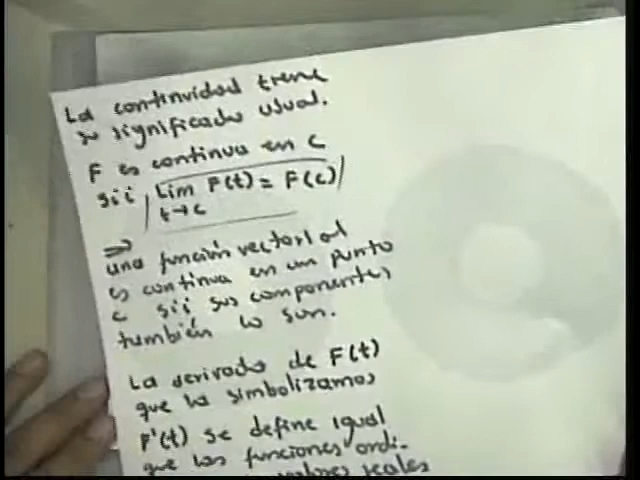 La continuidad tiene
su significado usual.
F es continua en c
sii lim F(t) = F(c)
t→c
⇒
una función vectorial
es continua en un punto
c sii sus componentes
también lo son.
La derivada de F(t)
que la simbolizamos
F'(t) se define igual
que las funciones ordi-
valores reales